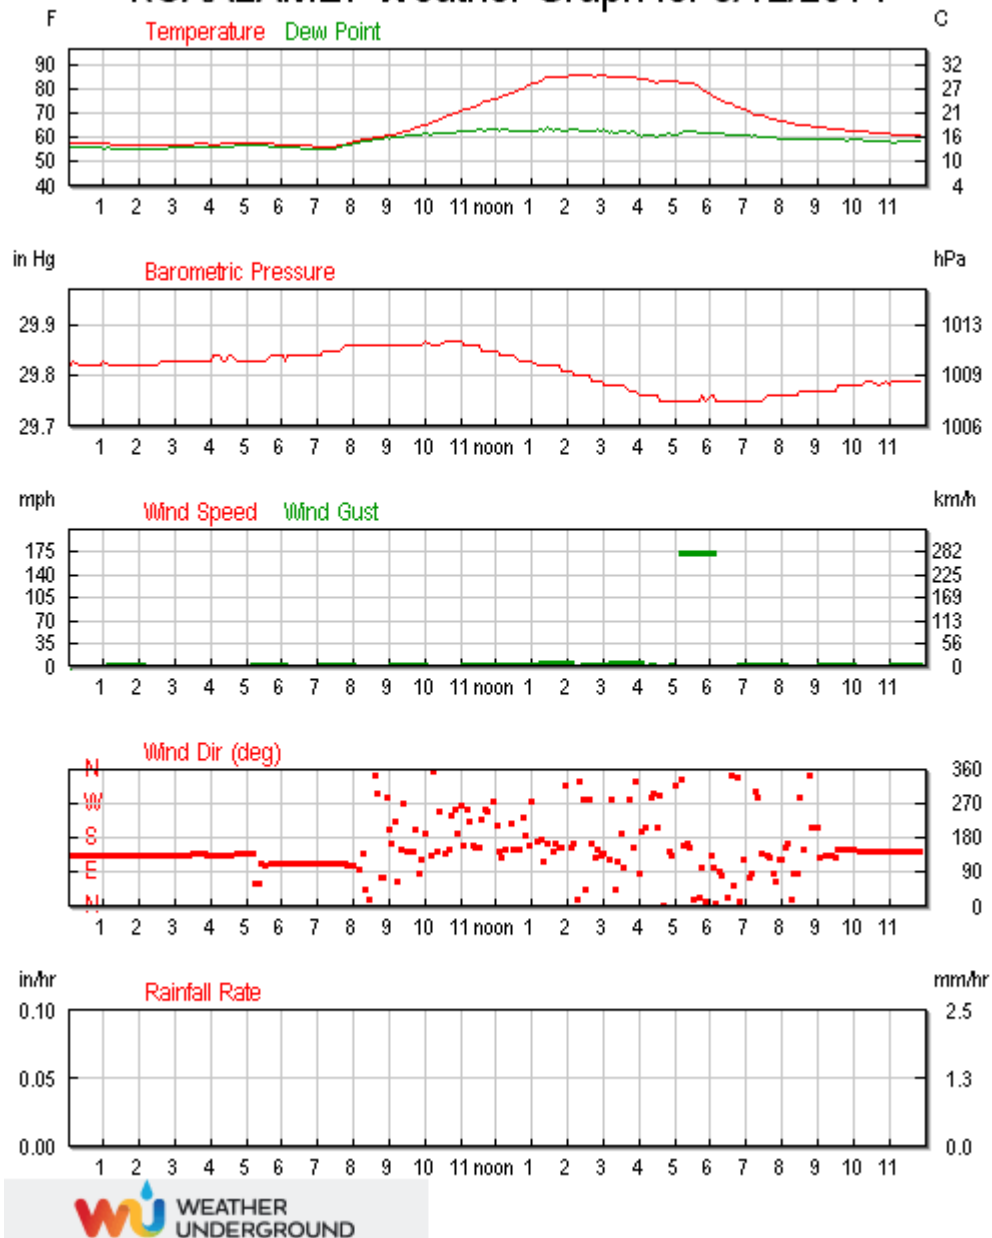 Weather Graph for
F
Temperature Dew Point
C
90 32
80 27
70 21
60 16
50 10
40 4
1 2 3 4 5 6 7 8 9 10 11 noon 1 2 3 4 5 6 7 8 9 10 11
in Hg
Barometric Pressure
hPa
29.9 1013
29.8 1009
29.7 1006
1 2 3 4 5 6 7 8 9 10 11 noon 1 2 3 4 5 6 7 8 9 10 11
mph
Wind Speed Wind Gust
km/h
175 282
140 225
105 169
70 113
35 56
0 0
1 2 3 4 5 6 7 8 9 10 11 noon 1 2 3 4 5 6 7 8 9 10 11
Wind Dir (deg)
N 360
W 270
S 180
E 90
N 0
1 2 3 4 5 6 7 8 9 10 11 noon 1 2 3 4 5 6 7 8 9 10 11
in/hr
Rainfall Rate
mm/hr
0.10 2.5
0.05 1.3
0.00 0.0
1 2 3 4 5 6 7 8 9 10 11 noon 1 2 3 4 5 6 7 8 9 10 11
WU WEATHER
UNDERGROUND